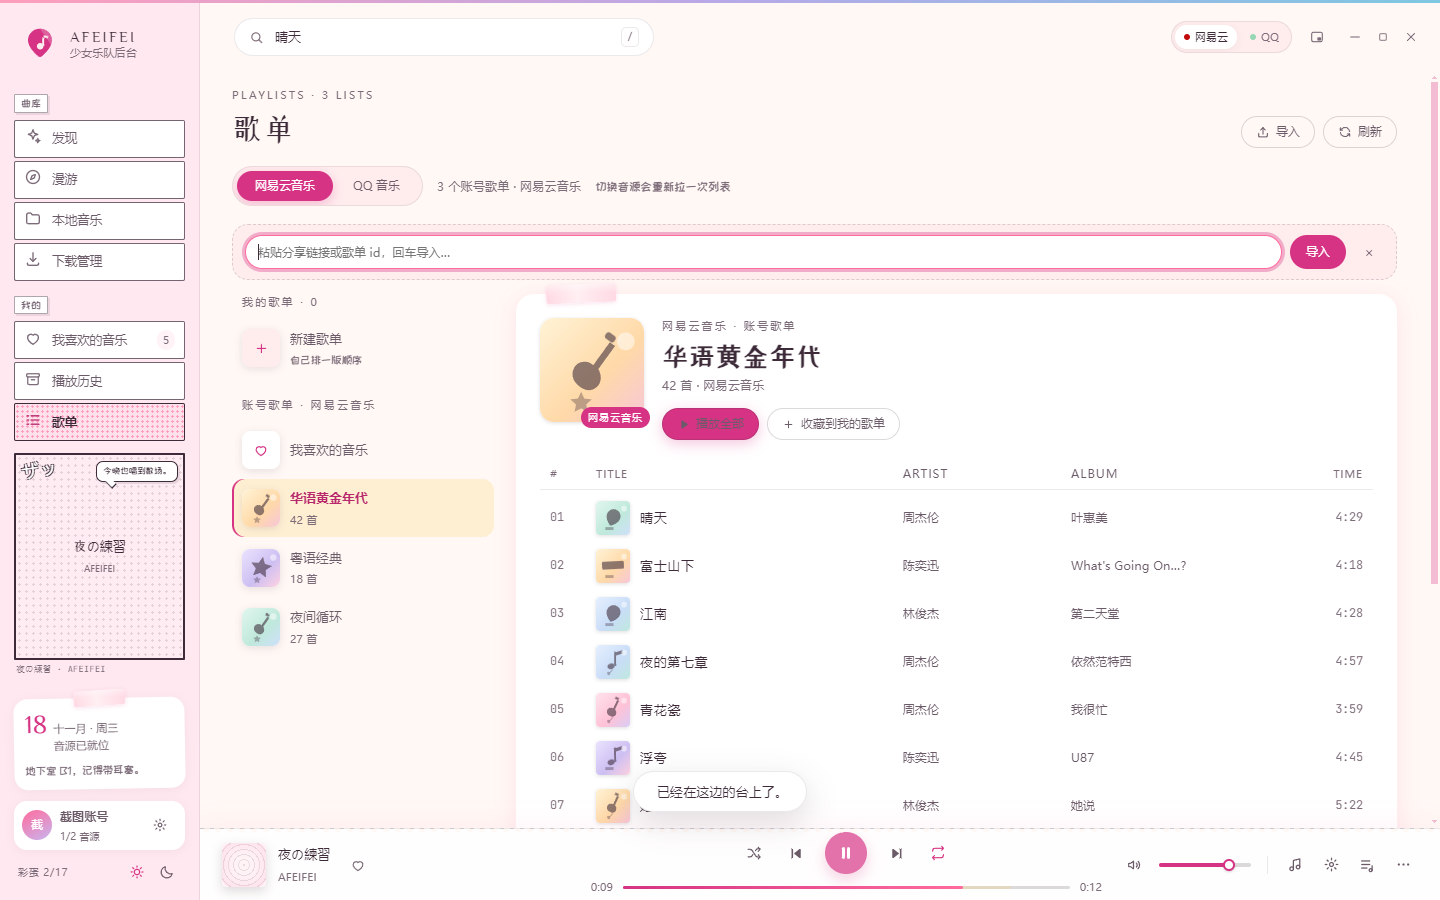 AFEIFEI
少女乐队后台
晴天
/
网易云
QQ
曲库
发现
漫游
本地音乐
下载管理
我的
我喜欢的音乐
5
播放历史
歌单
ザッ
今晚也唱到散场。
夜の練習
AFEIFEI
夜の練習 · AFEIFEI
18
十一月 · 周三
音源已就位
地下室 B1，记得带耳塞。
截
截图账号
1/2 音源
彩蛋 2/17
PLAYLISTS · 3 LISTS
歌单
导入
刷新
网易云音乐
QQ 音乐
3 个账号歌单 · 网易云音乐
切换音源会重新拉一次列表
粘贴分享链接或歌单 id，回车导入...
导入
×
我的歌单 · 0
新建歌单
自己排一版顺序
账号歌单 · 网易云音乐
我喜欢的音乐
华语黄金年代
42 首
粤语经典
18 首
夜间循环
27 首
网易云音乐
网易云音乐 · 账号歌单
华语黄金年代
42 首 · 网易云音乐
播放全部
收藏到我的歌单
# TITLE ARTIST ALBUM TIME
01 晴天 周杰伦 叶惠美 4:29
02 富士山下 陈奕迅 What's Going On...? 4:18
03 江南 林俊杰 第二天堂 4:28
04 夜的第七章 周杰伦 依然范特西 4:57
05 青花瓷 周杰伦 我很忙 3:59
06 浮夸 陈奕迅 U87 4:45
07 林俊杰 她说 5:22
已经在这边的台上了。
夜の練習
AFEIFEI
0:09
0:12